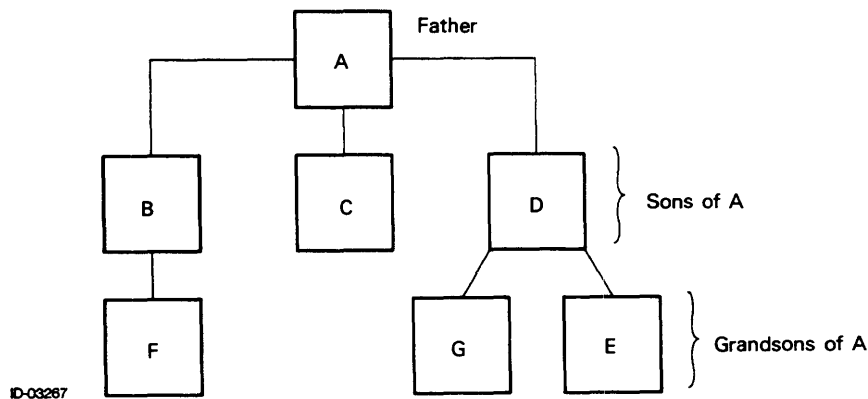 Father
A
B
C
D
Sons of A
F
G
E
Grandsons of A
ID-03267